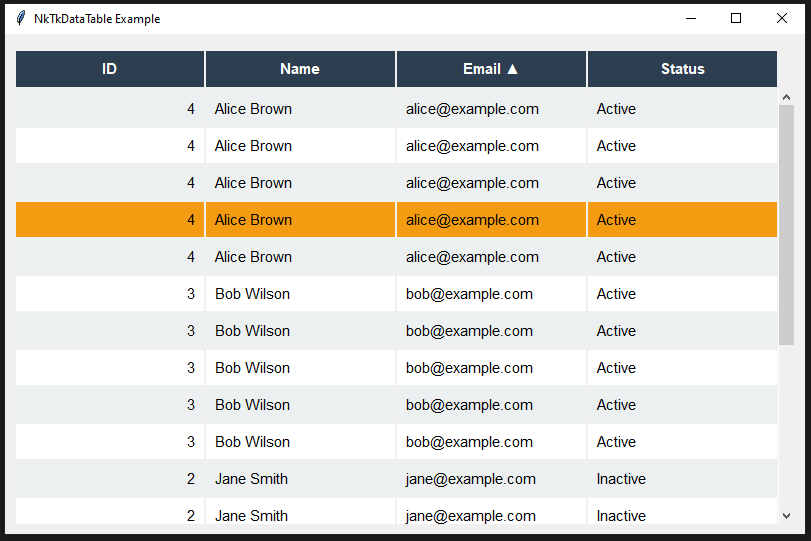 NkTkDataTable Example
ID Name Email ▲ Status
4 Alice Brown alice@example.com Active
4 Alice Brown alice@example.com Active
4 Alice Brown alice@example.com Active
4 Alice Brown alice@example.com Active
4 Alice Brown alice@example.com Active
3 Bob Wilson bob@example.com Active
3 Bob Wilson bob@example.com Active
3 Bob Wilson bob@example.com Active
3 Bob Wilson bob@example.com Active
3 Bob Wilson bob@example.com Active
2 Jane Smith jane@example.com Inactive
2 Jane Smith jane@example.com Inactive